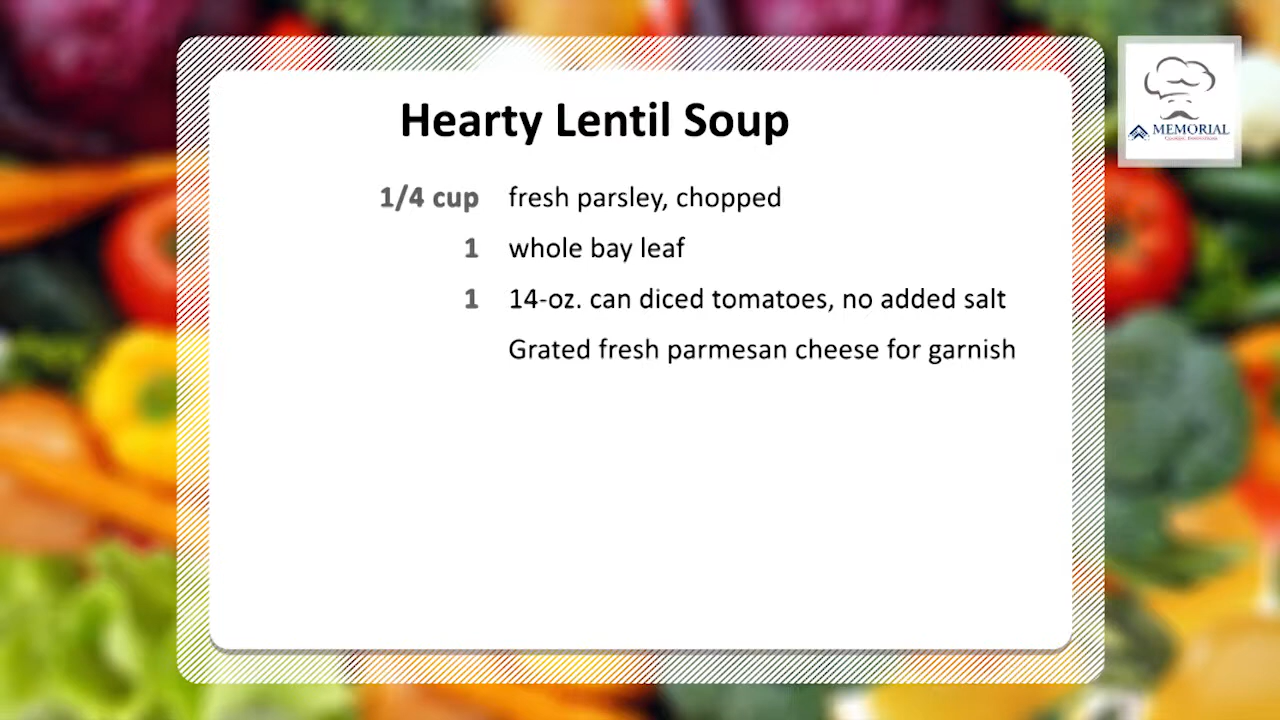 Hearty Lentil Soup
1/4 cup fresh parsley, chopped
1 whole bay leaf
1 14-oz. can diced tomatoes, no added salt
Grated fresh parmesan cheese for garnish
MEMORIAL